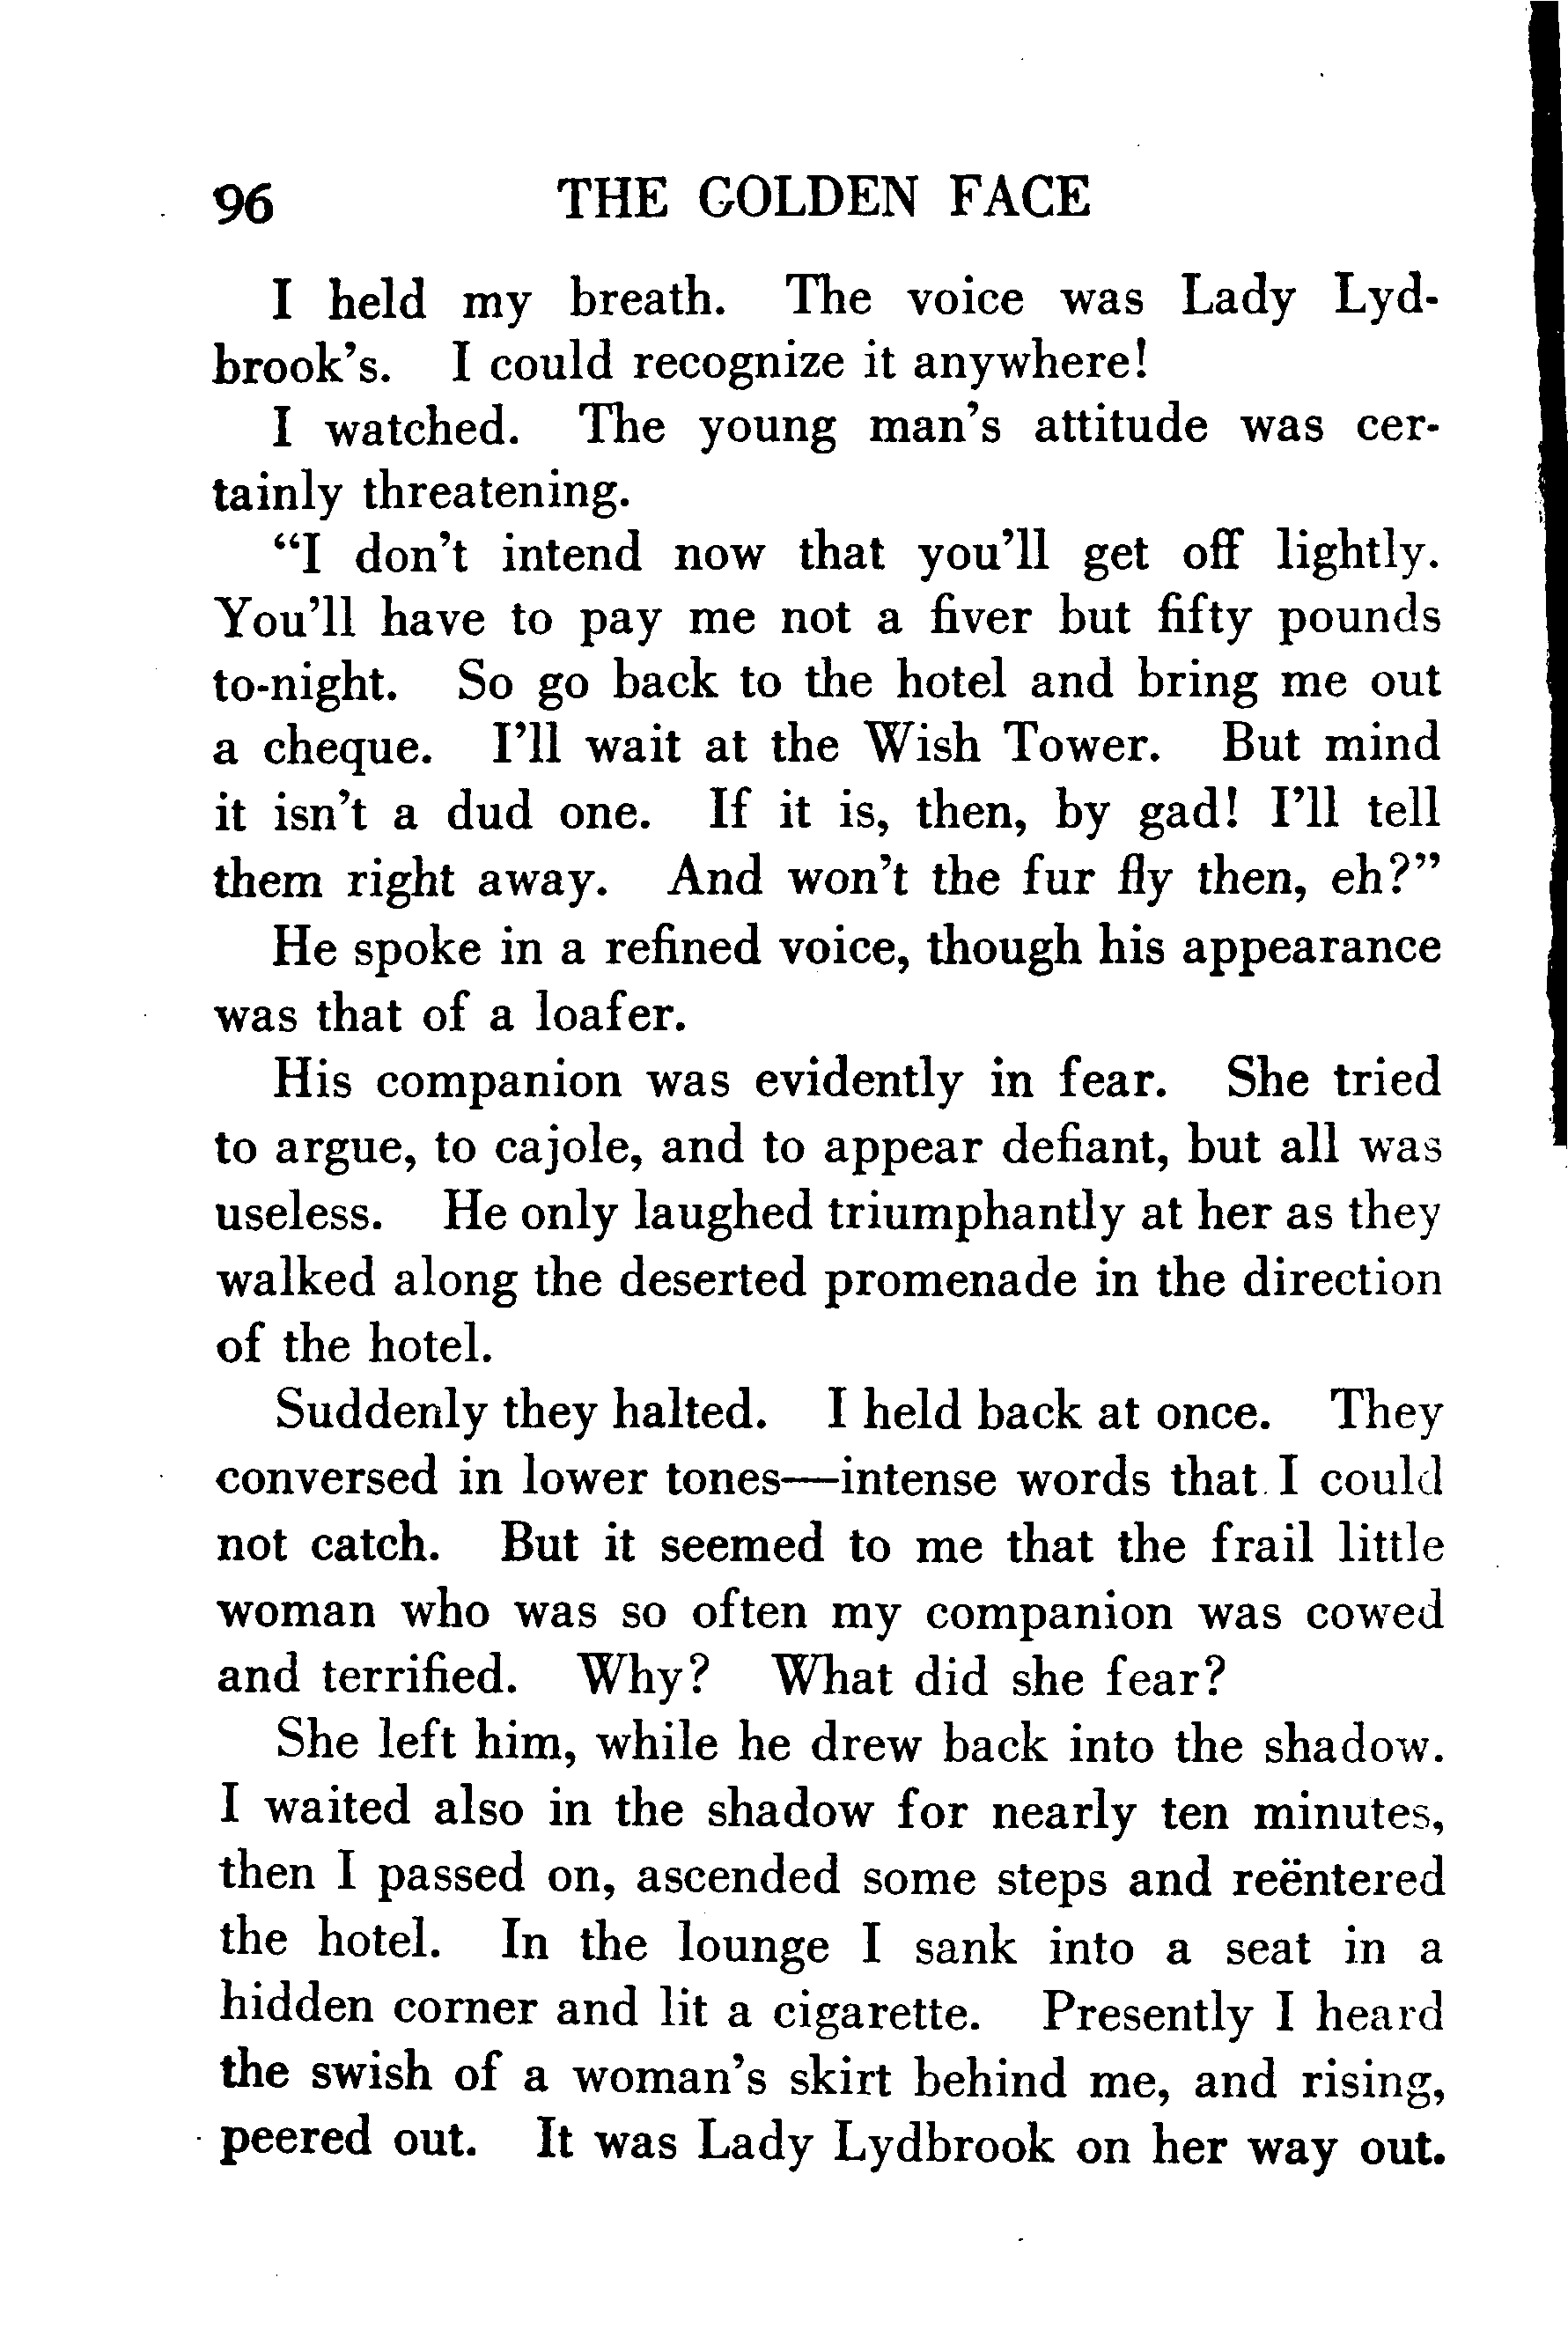 96 THE GOLDEN FACE
I held my breath. The voice was Lady Lyd-
brook's. I could recognize it anywhere!
I watched. The young man's attitude was cer-
tainly threatening.
“I don't intend now that you'll get off lightly.
You'll have to pay me not a fiver but fifty pounds
to-night. So go back to the hotel and bring me out
a cheque. I'll wait at the Wish Tower. But mind
it isn't a dud one. If it is, then, by gad! I'll tell
them right away. And won't the fur fly then, eh?”
He spoke in a refined voice, though his appearance
was that of a loafer.
His companion was evidently in fear. She tried
to argue, to cajole, and to appear defiant, but all was
useless. He only laughed triumphantly at her as they
walked along the deserted promenade in the direction
of the hotel.
Suddenly they halted. I held back at once. They
conversed in lower tones—intense words that I could
not catch. But it seemed to me that the frail little
woman who was so often my companion was cowed
and terrified. Why? What did she fear?
She left him, while he drew back into the shadow.
I waited also in the shadow for nearly ten minutes,
then I passed on, ascended some steps and reëntered
the hotel. In the lounge I sank into a seat in a
hidden corner and lit a cigarette. Presently I heard
the swish of a woman's skirt behind me, and rising,
peered out. It was Lady Lydbrook on her way out.